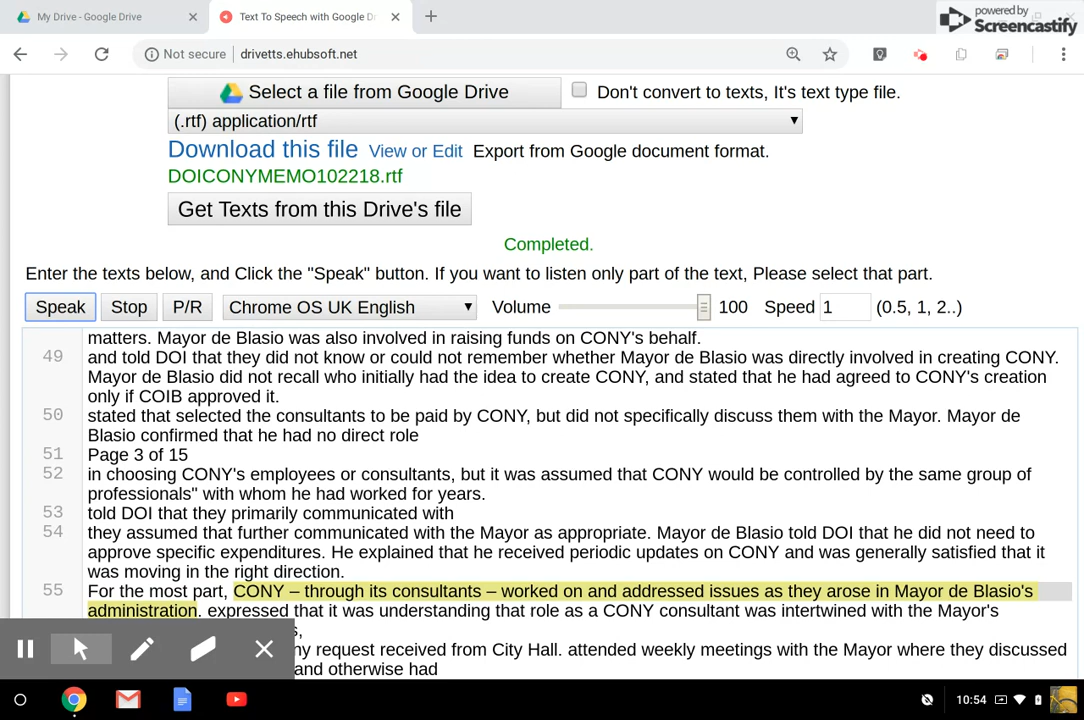 My Drive - Google Drive
Text To Speech with Google Dr
powered by
Screencastify
Not secure | drivetts.ehubsoft.net
Select a file from Google Drive
Don't convert to texts, It's text type file.
(.rtf) application/rtf
Download this file View or Edit Export from Google document format.
DOICONYMEMO102218.rtf
Get Texts from this Drive's file
Completed.
Enter the texts below, and Click the "Speak" button. If you want to listen only part of the text, Please select that part.
Speak Stop P/R Chrome OS UK English Volume 100 Speed 1 (0.5, 1, 2..)
matters. Mayor de Blasio was also involved in raising funds on CONY's behalf.
49 and told DOI that they did not know or could not remember whether Mayor de Blasio was directly involved in creating CONY.
Mayor de Blasio did not recall who initially had the idea to create CONY, and stated that he had agreed to CONY's creation
only if COIB approved it.
50 stated that selected the consultants to be paid by CONY, but did not specifically discuss them with the Mayor. Mayor de
Blasio confirmed that he had no direct role
51 Page 3 of 15
52 in choosing CONY's employees or consultants, but it was assumed that CONY would be controlled by the same group of
professionals" with whom he had worked for years.
53 told DOI that they primarily communicated with
54 they assumed that further communicated with the Mayor as appropriate. Mayor de Blasio told DOI that he did not need to
approve specific expenditures. He explained that he received periodic updates on CONY and was generally satisfied that it
was moving in the right direction.
55 For the most part, CONY – through its consultants – worked on and addressed issues as they arose in Mayor de Blasio's
administration. expressed that it was understanding that role as a CONY consultant was intertwined with the Mayor's
s,
ny request received from City Hall. attended weekly meetings with the Mayor where they discussed
and otherwise had
10:54